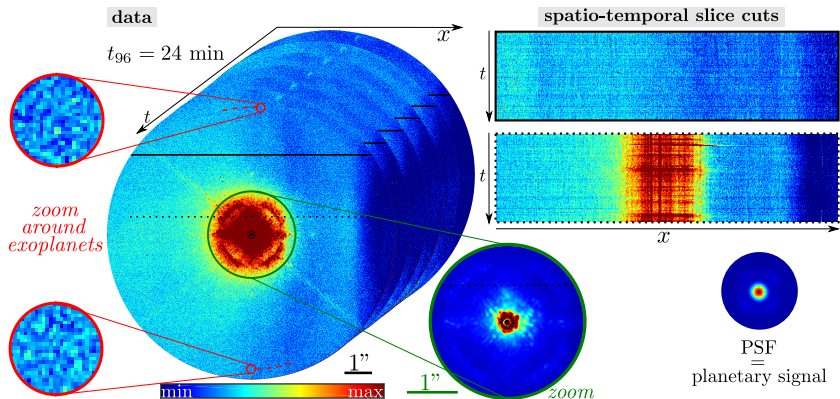 data
spatio-temporal slice cuts
x
t₉₆ = 24 min
t
t
zoom
around
exoplanets
t
x
1”
min
max
1”
zoom
PSF
=
planetary signal